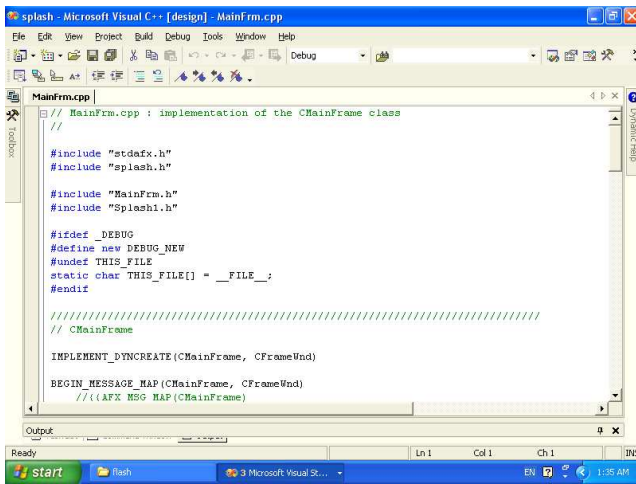 splash - Microsoft Visual C++ [design] - MainFrm.cpp
File Edit View Project Build Debug Tools Window Help
Debug
MainFrm.cpp
Toolbox
Dynamic Help
// MainFrm.cpp : implementation of the CMainFrame class
//
#include "stdafx.h"
#include "splash.h"
#include "MainFrm.h"
#include "Splash1.h"
#ifdef _DEBUG
#define new DEBUG_NEW
#undef THIS_FILE
static char THIS_FILE[] = __FILE__;
#endif
/////////////////////////////////////////////////////////////////////////////
// CMainFrame
IMPLEMENT_DYNCREATE(CMainFrame, CFrameWnd)
BEGIN_MESSAGE_MAP(CMainFrame, CFrameWnd)
//{{AFX_MSG_MAP(CMainFrame)
Output
Ready Ln 1 Col 1 Ch 1 INS
start flash 3 Microsoft Visual St... EN 1:35 AM